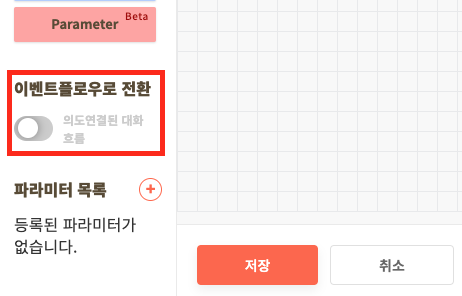 Parameter Beta
이벤트플로우로 전환
의도연결된 대화
흐름
파라미터 목록 +
등록된 파라미터가
없습니다.
저장 취소